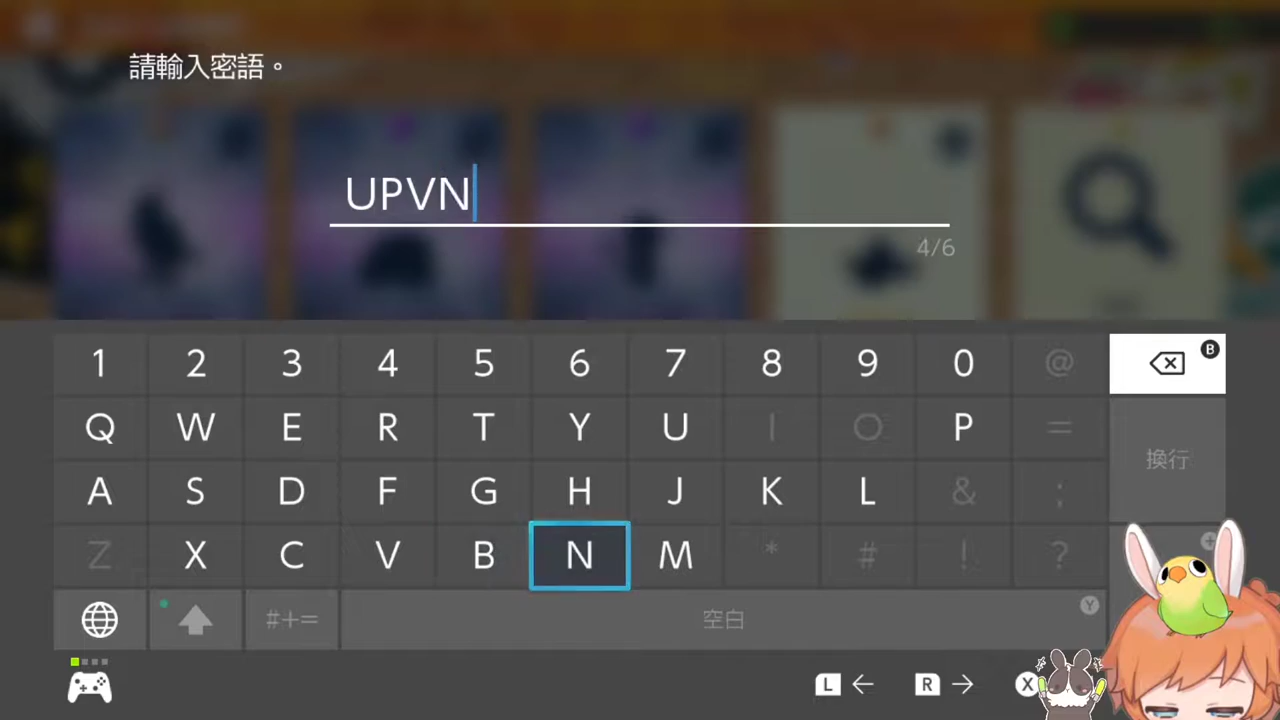 請輸入密語。
UPVN
4/6
1 2 3 4 5 6 7 8 9 0 @ B
Q W E R T Y U I O P =
換行
A S D F G H J K L & ;
Z X C V B N M * # ! ?
#+= 空白 Y
L ← R → X